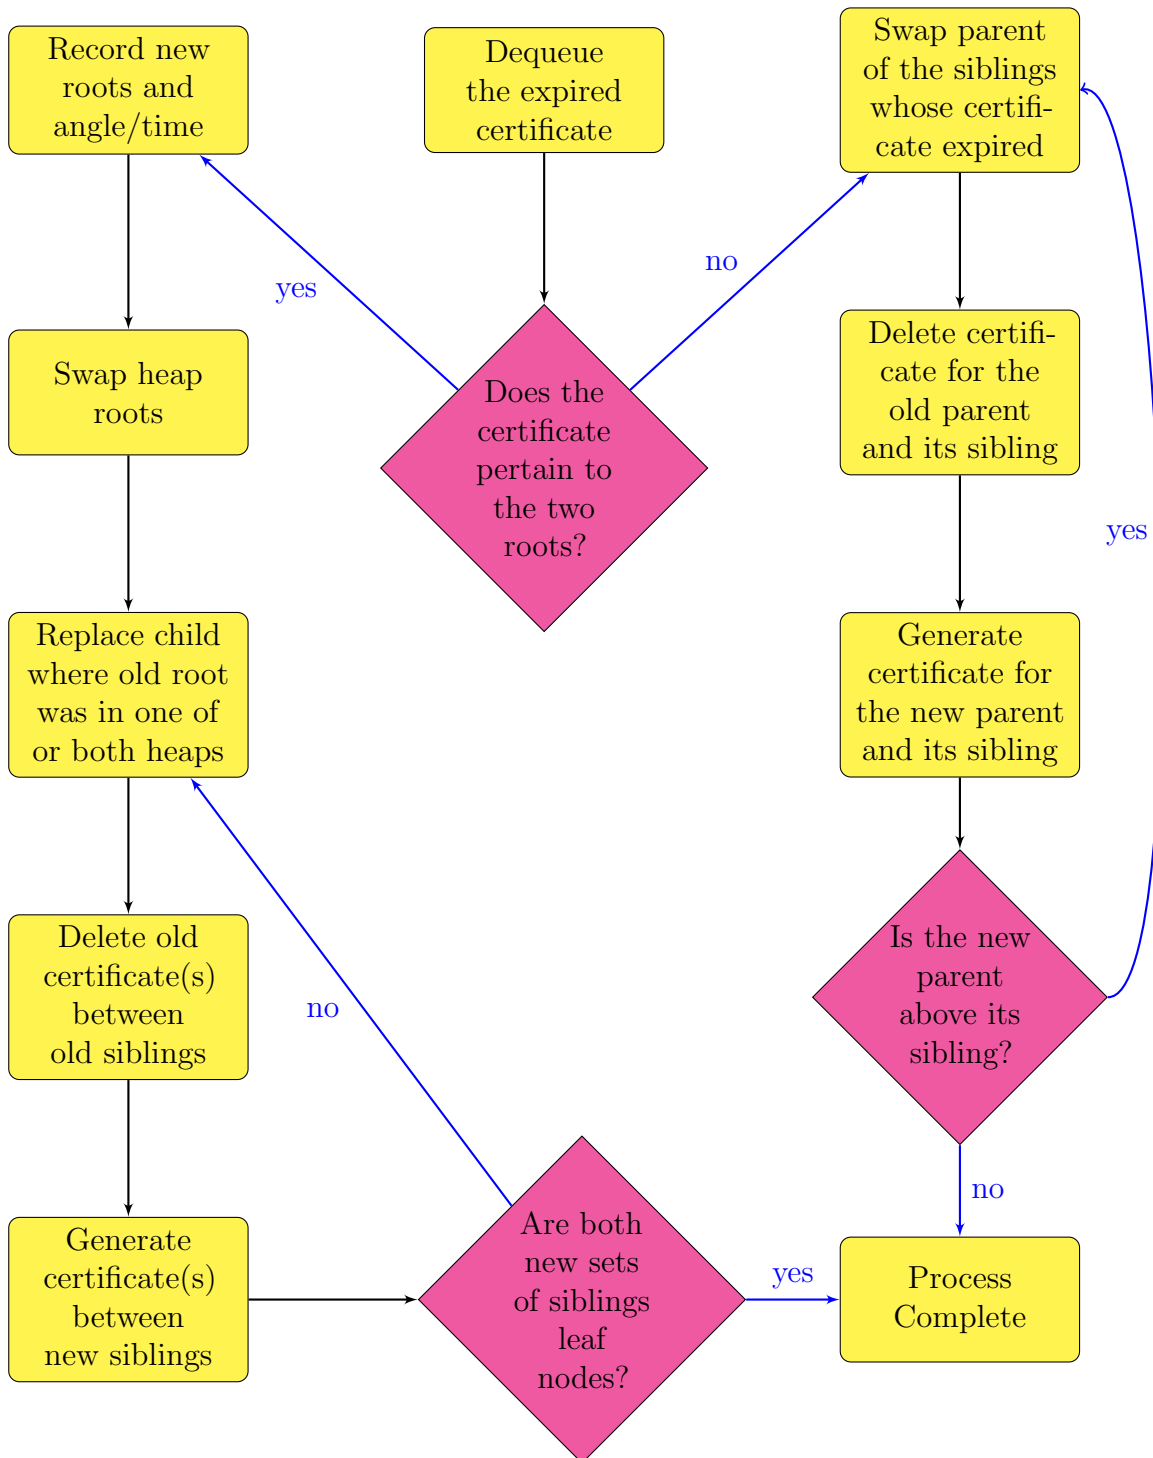 Record new
roots and
angle/time
Dequeue
the expired
certificate
Swap parent
of the siblings
whose certifi-
cate expired
yes
no
Swap heap
roots
Does the
certificate
pertain to
the two
roots?
Delete certifi-
cate for the
old parent
and its sibling
yes
Replace child
where old root
was in one of
or both heaps
Generate
certificate for
the new parent
and its sibling
Delete old
certificate(s)
between
old siblings
no
Is the new
parent
above its
sibling?
no
Generate
certificate(s)
between
new siblings
Are both
new sets
of siblings
leaf
nodes?
yes
Process
Complete